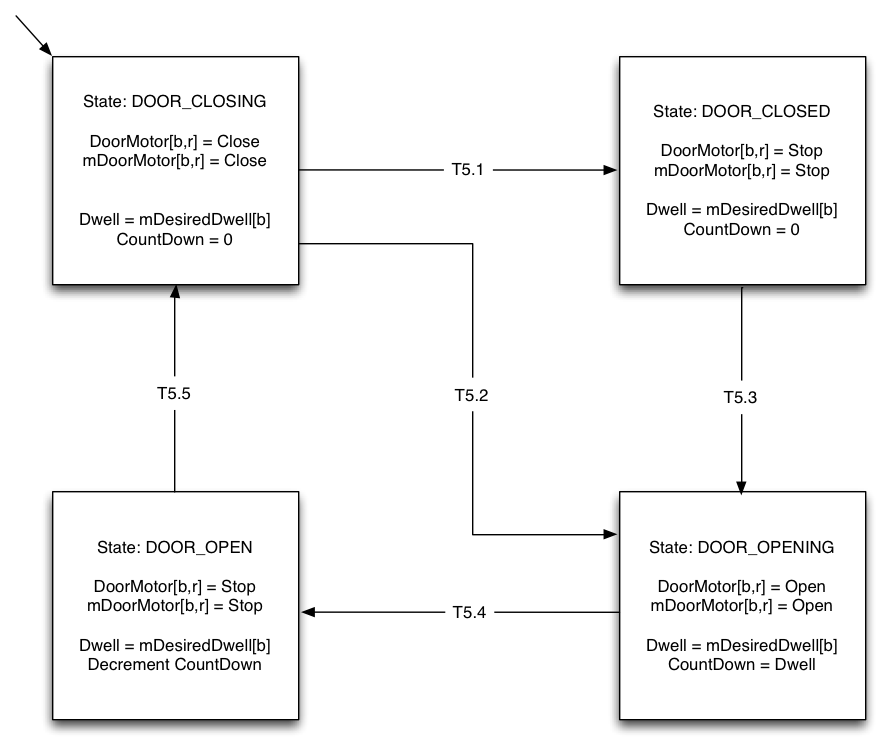 State: DOOR_CLOSING
DoorMotor[b,r] = Close
mDoorMotor[b,r] = Close
Dwell = mDesiredDwell[b]
CountDown = 0
T5.1
State: DOOR_CLOSED
DoorMotor[b,r] = Stop
mDoorMotor[b,r] = Stop
Dwell = mDesiredDwell[b]
CountDown = 0
T5.5
T5.2
T5.3
State: DOOR_OPEN
DoorMotor[b,r] = Stop
mDoorMotor[b,r] = Stop
Dwell = mDesiredDwell[b]
Decrement CountDown
T5.4
State: DOOR_OPENING
DoorMotor[b,r] = Open
mDoorMotor[b,r] = Open
Dwell = mDesiredDwell[b]
CountDown = Dwell